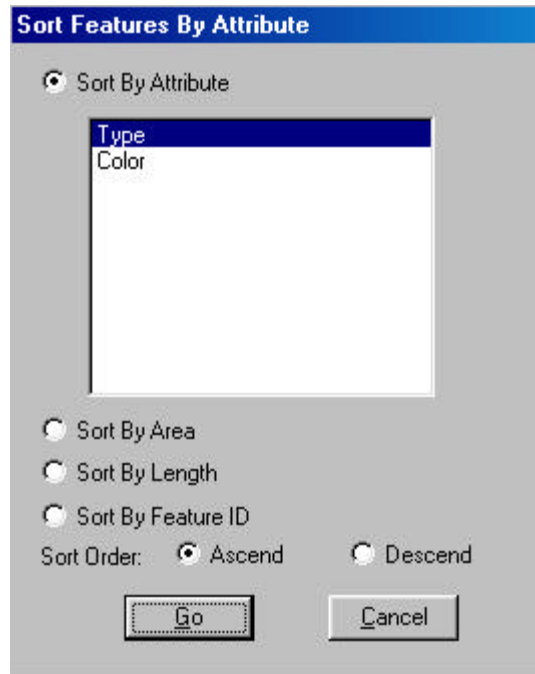 Sort Features By Attribute
Sort By Attribute
Type
Color
Sort By Area
Sort By Length
Sort By Feature ID
Sort Order: Ascend Descend
Go Cancel